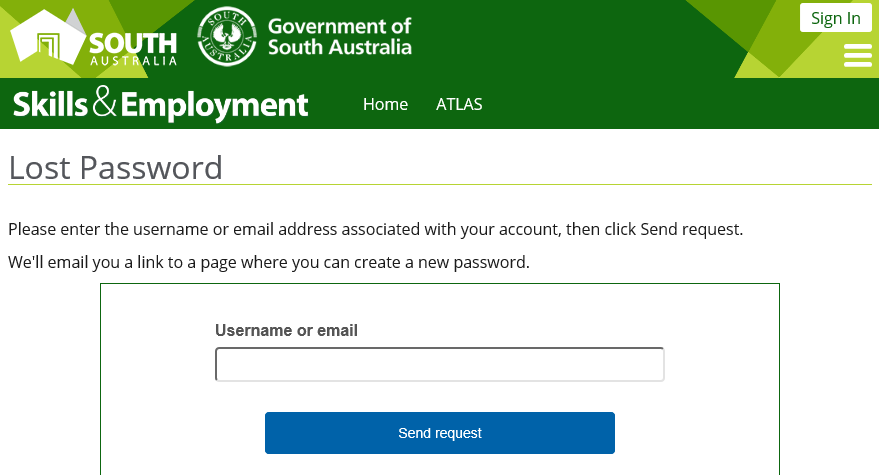 Sign In
SOUTH
AUSTRALIA
SOUTH AUSTRALIA
Government of
South Australia
Skills & Employment
Home
ATLAS
Lost Password
Please enter the username or email address associated with your account, then click Send request.
We'll email you a link to a page where you can create a new password.
Username or email
Send request